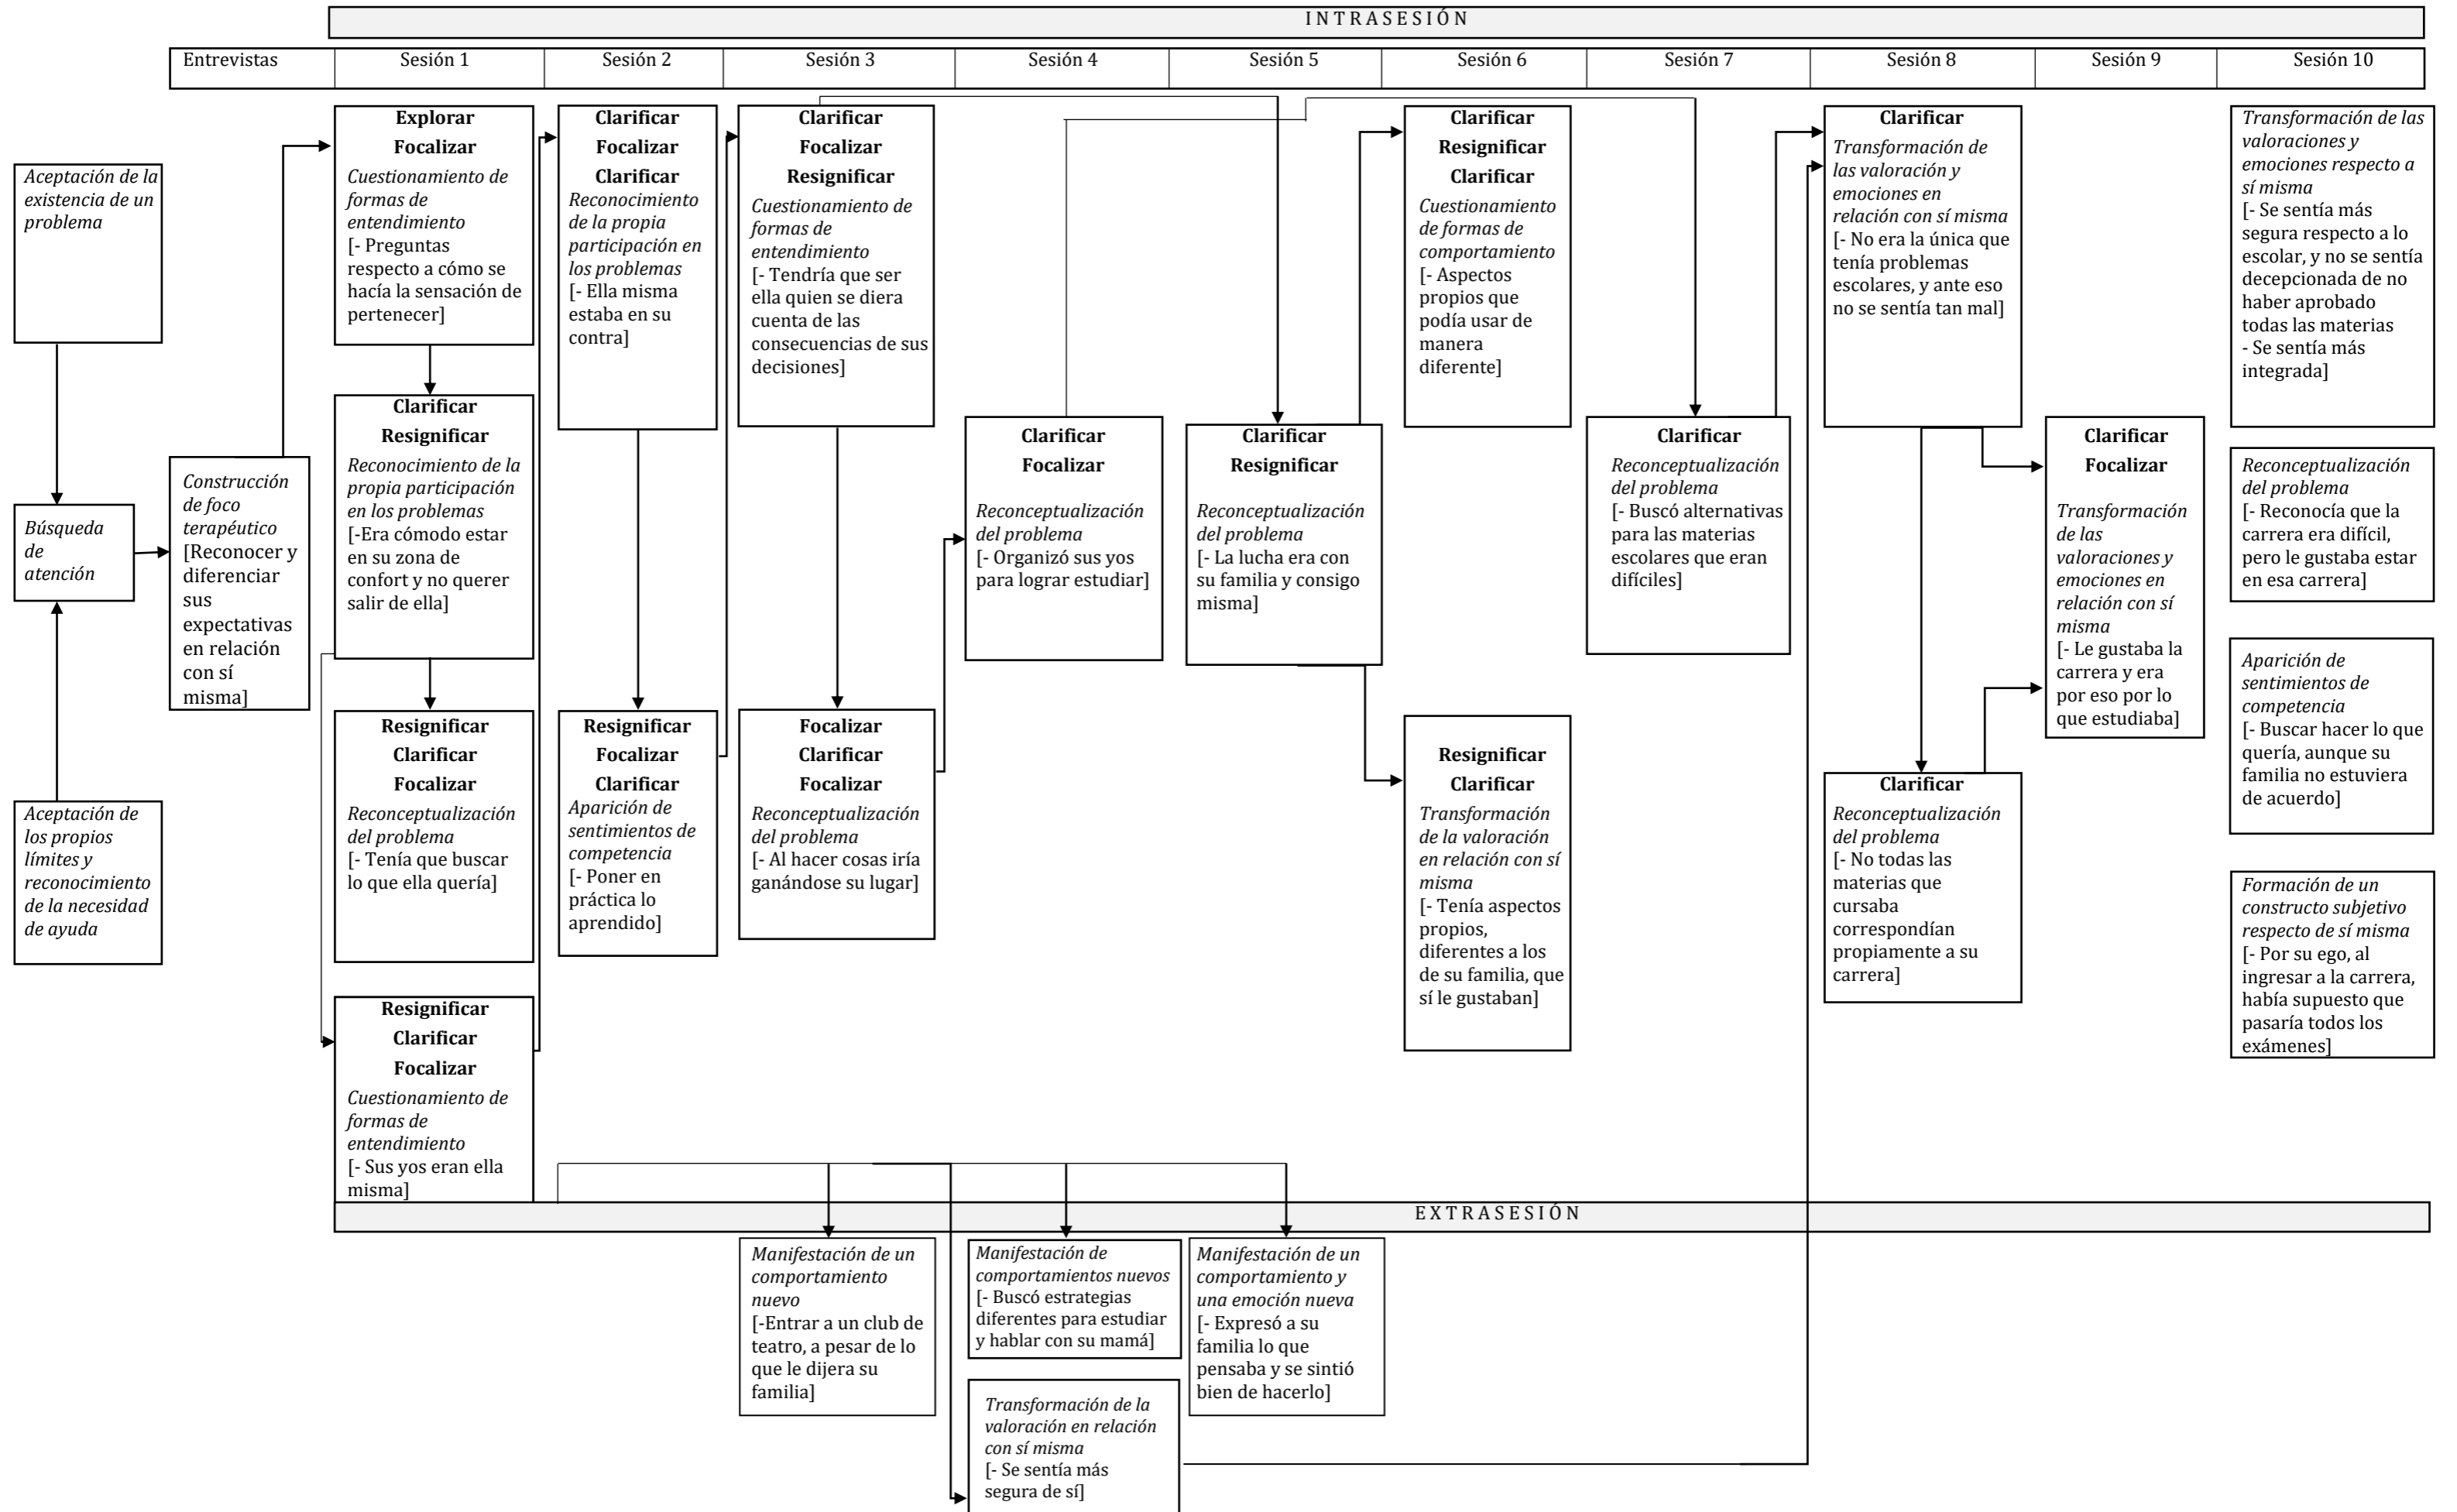 INTRASESIÓN
Entrevistas
Sesión 1
Sesión 2
Sesión 3
Sesión 4
Sesión 5
Sesión 6
Sesión 7
Sesión 8
Sesión 9
Sesión 10
Aceptación de la
existencia de un
problema
Búsqueda
de
atención
Aceptación de
los propios
límites y
reconocimiento
de la necesidad
de ayuda
Construcción
de foco
terapéutico
[Reconocer y
diferenciar
sus
expectativas
en relación
con sí
misma]
Explorar
Focalizar
Cuestionamiento de
formas de
entendimiento
[- Preguntas
respecto a cómo se
hacía la sensación de
pertenecer]
Clarificar
Resignificar
Reconocimiento de la
propia participación
en los problemas
[-Era cómodo estar
en su zona de
confort y no querer
salir de ella]
Resignificar
Clarificar
Focalizar
Reconceptualización
del problema
[- Tenía que buscar
lo que ella quería]
Resignificar
Clarificar
Focalizar
Cuestionamiento de
formas de
entendimiento
[- Sus yos eran ella
misma]
Clarificar
Focalizar
Clarificar
Reconocimiento
de la propia
participación en
los problemas
[- Ella misma
estaba en su
contra]
Resignificar
Focalizar
Clarificar
Aparición de
sentimientos de
competencia
[- Poner en
práctica lo
aprendido]
Clarificar
Focalizar
Resignificar
Cuestionamiento de
formas de
entendimiento
[- Tendría que ser
ella quien se diera
cuenta de las
consecuencias de sus
decisiones]
Focalizar
Clarificar
Focalizar
Reconceptualización
del problema
[- Al hacer cosas iría
ganándose su lugar]
Clarificar
Focalizar
Reconceptualización
del problema
[- Organizó sus yos
para lograr estudiar]
Clarificar
Resignificar
Reconceptualización
del problema
[- La lucha era con
su familia y consigo
misma]
Clarificar
Resignificar
Clarificar
Cuestionamiento
de formas de
comportamiento
[- Aspectos
propios que
podía usar de
manera
diferente]
Resignificar
Clarificar
Transformación
de la valoración
en relación con sí
misma
[- Tenía aspectos
propios,
diferentes a los
de su familia, que
sí le gustaban]
Clarificar
Reconceptualización
del problema
[- Buscó alternativas
para las materias
escolares que eran
difíciles]
Clarificar
Transformación de
las valoración y
emociones en
relación con sí misma
[- No era la única que
tenía problemas
escolares, y ante eso
no se sentía tan mal]
Clarificar
Reconceptualización
del problema
[- No todas las
materias que
cursaba
correspondían
propiamente a su
carrera]
Clarificar
Focalizar
Transformación
de las
valoraciones y
emociones en
relación con sí
misma
[- Le gustaba la
carrera y era
por eso por lo
que estudiaba]
Transformación de las
valoraciones y
emociones respecto a
sí misma
[- Se sentía más
segura respecto a lo
escolar, y no se sentía
decepcionada de no
haber aprobado
todas las materias
- Se sentía más
integrada]
Reconceptualización
del problema
[- Reconocía que la
carrera era difícil,
pero le gustaba estar
en esa carrera]
Aparición de
sentimientos de
competencia
[- Buscar hacer lo que
quería, aunque su
familia no estuviera
de acuerdo]
Formación de un
constructo subjetivo
respecto de sí misma
[- Por su ego, al
ingresar a la carrera,
había supuesto que
pasaría todos los
exámenes]
EXTRASESIÓN
Manifestación de un
comportamiento
nuevo
[-Entrar a un club de
teatro, a pesar de lo
que le dijera su
familia]
Manifestación de
comportamientos nuevos
[- Buscó estrategias
diferentes para estudiar
y hablar con su mamá]
Transformación de la
valoración en relación
con sí misma
[- Se sentía más
segura de sí]
Manifestación de un
comportamiento y
una emoción nueva
[- Expresó a su
familia lo que
pensaba y se sintió
bien de hacerlo]